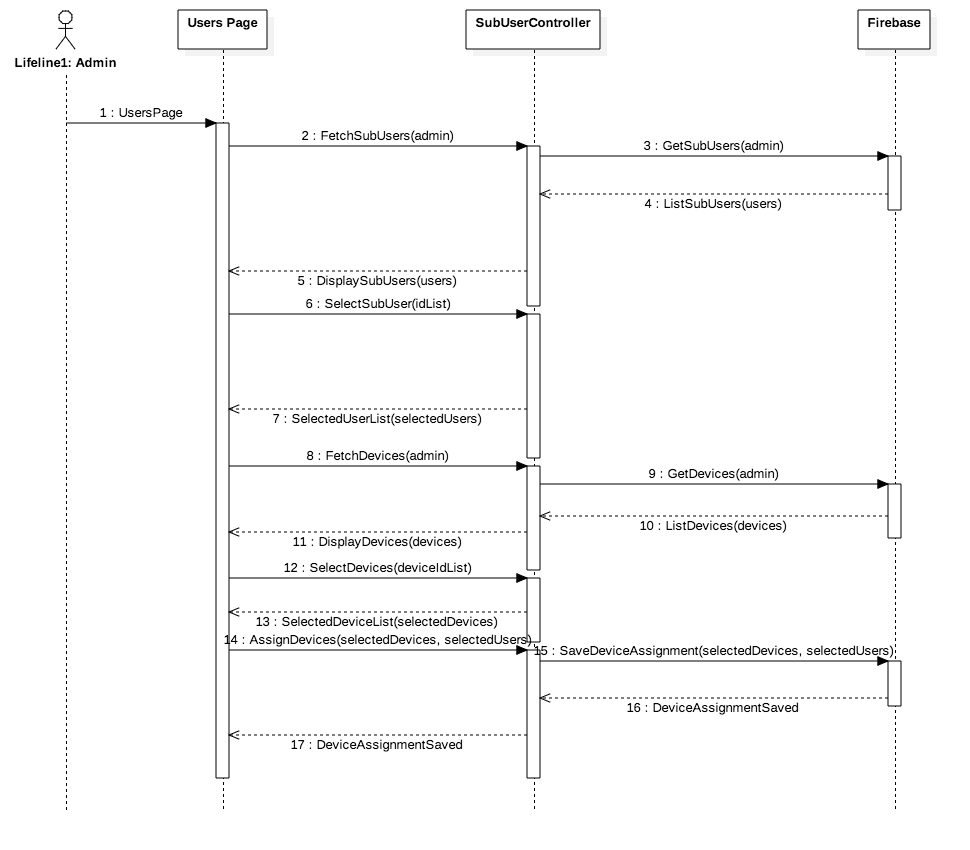 Users Page
SubUserController
Firebase
Lifeline1: Admin
1 : UsersPage
2 : FetchSubUsers(admin)
3 : GetSubUsers(admin)
4 : ListSubUsers(users)
5 : DisplaySubUsers(users)
6 : SelectSubUser(idList)
7 : SelectedUserList(selectedUsers)
8 : FetchDevices(admin)
9 : GetDevices(admin)
10 : ListDevices(devices)
11 : DisplayDevices(devices)
12 : SelectDevices(deviceIdList)
13 : SelectedDeviceList(selectedDevices)
14 : AssignDevices(selectedDevices, selectedUsers)
15 : SaveDeviceAssignment(selectedDevices, selectedUsers)
16 : DeviceAssignmentSaved
17 : DeviceAssignmentSaved